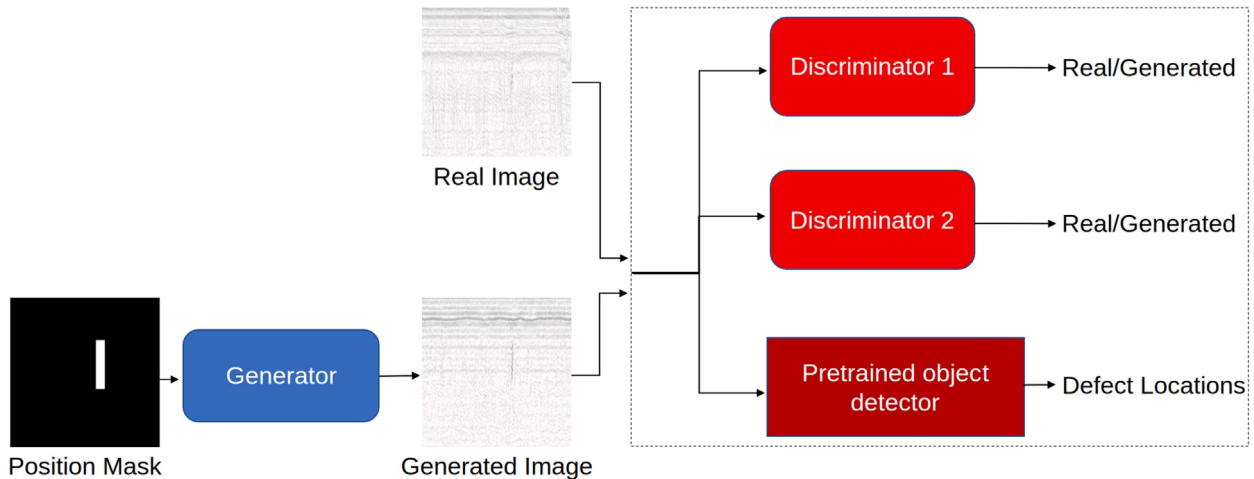 Real Image
Position Mask
Generator
Generated Image
Discriminator 1
Real/Generated
Discriminator 2
Real/Generated
Pretrained object
detector
Defect Locations